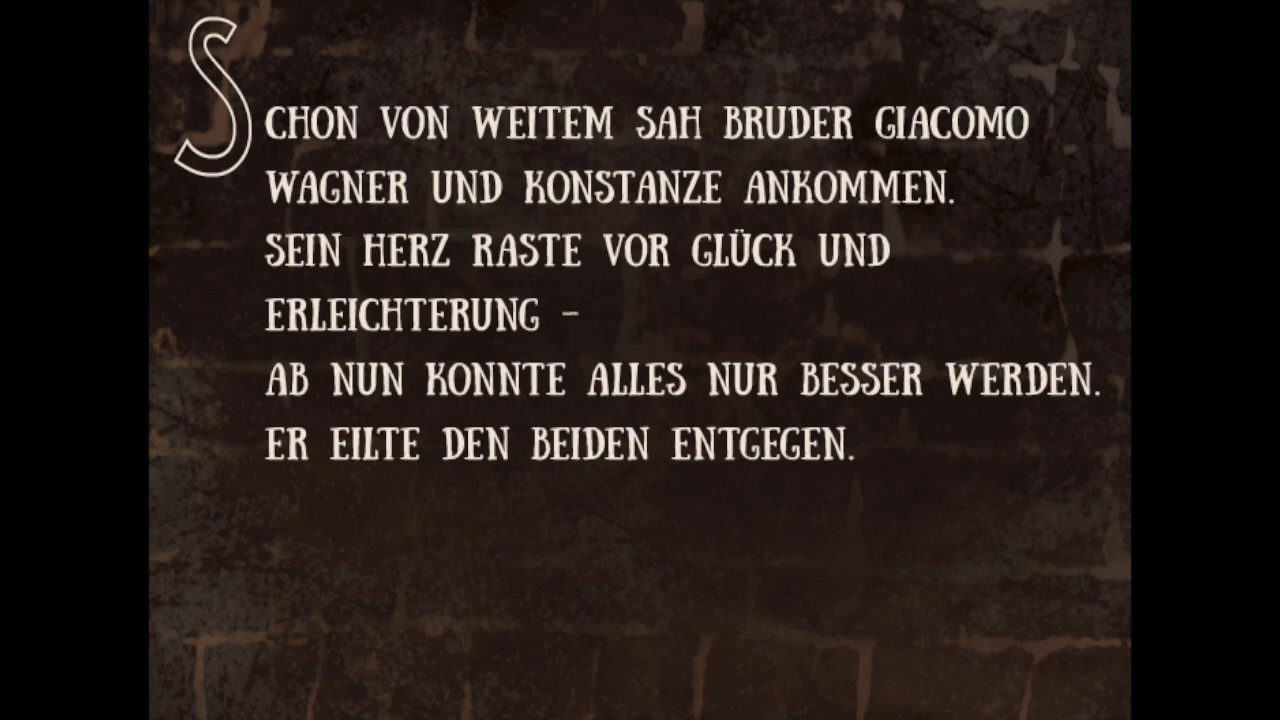 SCHON VON WEITEM SAH BRUDER GIACOMO
WAGNER UND KONSTANZE ANKOMMEN.
SEIN HERZ RASTE VOR GLÜCK UND
ERLEICHTERUNG -
AB NUN KONNTE ALLES NUR BESSER WERDEN.
ER EILTE DEN BEIDEN ENTGEGEN.